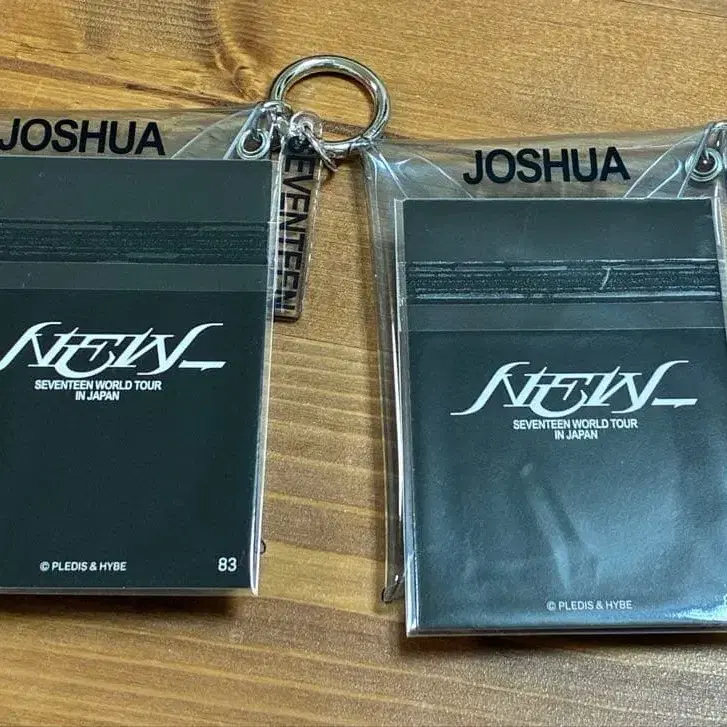 JOSHUA
NEW_
SEVENTEEN WORLD TOUR
IN JAPAN
© PLEDIS & HYBE
83
SEVENTEEN
JOSHUA
NEW_
SEVENTEEN WORLD TOUR
IN JAPAN
© PLEDIS & HYBE